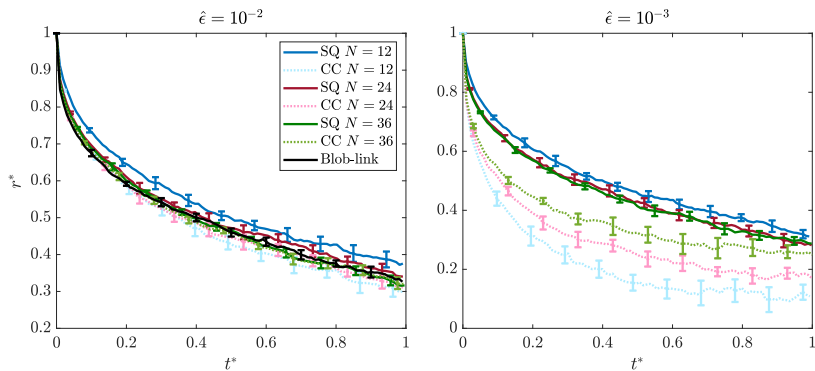 ϵ̂ = 10⁻²
1
0.9
0.8
0.7
0.6
0.5
0.4
0.3
0.2
r*
0
0.2
0.4
0.6
0.8
1
t*
SQ N = 12
CC N = 12
SQ N = 24
CC N = 24
SQ N = 36
CC N = 36
Blob-link
ϵ̂ = 10⁻³
1
0.8
0.6
0.4
0.2
0
0
0.2
0.4
0.6
0.8
1
t*